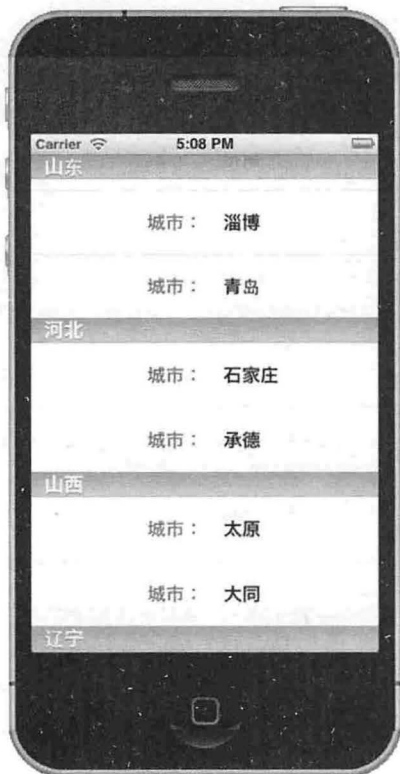 Carrier 5:08 PM
山东
城市： 淄博
城市： 青岛
河北
城市： 石家庄
城市： 承德
山西
城市： 太原
城市： 大同
辽宁